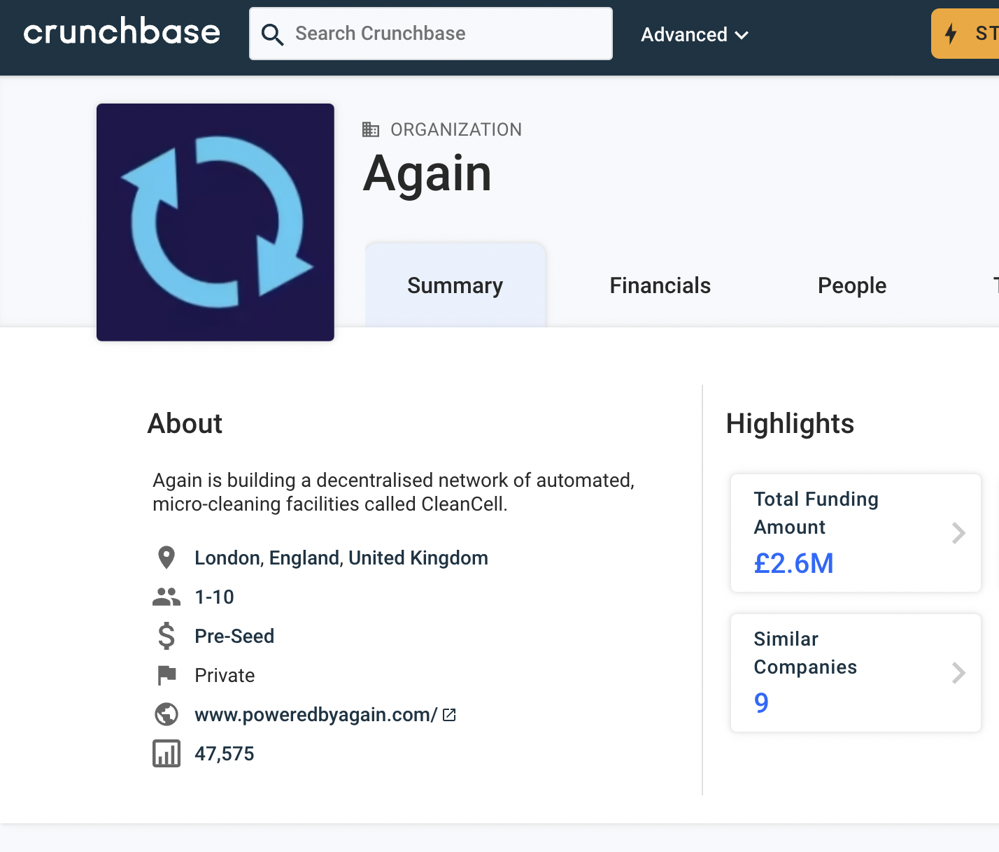 crunchbase
Search Crunchbase
Advanced
ST
ORGANIZATION
Again
Summary
Financials
People
About
Again is building a decentralised network of automated,
micro-cleaning facilities called CleanCell.
London, England, United Kingdom
1-10
Pre-Seed
Private
www.poweredbyagain.com/
47,575
Highlights
Total Funding
Amount
£2.6M
Similar
Companies
9